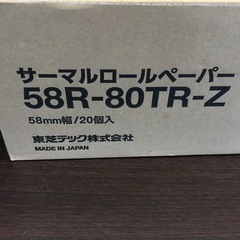 サーマルロールペーパー
58R-80TR-Z
58mm幅/20個入
東芝テック株式会社
MADE IN JAPAN